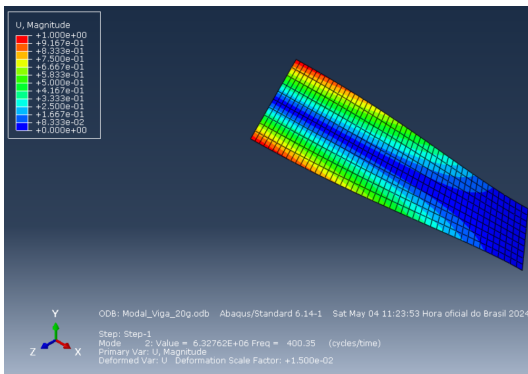 U, Magnitude
+1.000e+00
+9.167e-01
+8.333e-01
+7.500e-01
+6.667e-01
+5.833e-01
+5.000e-01
+4.167e-01
+3.333e-01
+2.500e-01
+1.667e-01
+8.333e-02
+0.000e+00
Y
Z
X
ODB: Modal_Viga_20g.odb Abaqus/Standard 6.14-1 Sat May 04 11:23:53 Hora oficial do Brasil 2024
Step: Step-1
Mode 2: Value = 6.32762E+06 Freq = 400.35 (cycles/time)
Primary Var: U, Magnitude
Deformed Var: U Deformation Scale Factor: +1.500e-02